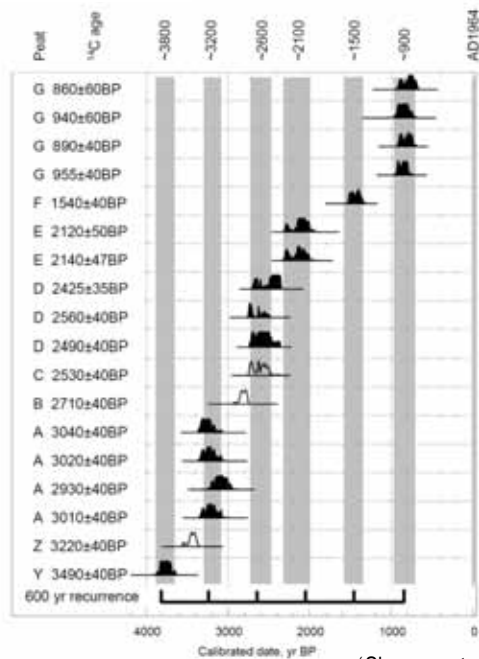 Peat ¹⁴C age ~3800 ~3200 ~2600 ~2100 ~1500 ~900 AD1964
G 860±60BP
G 940±60BP
G 890±40BP
G 955±40BP
F 1540±40BP
E 2120±50BP
E 2140±47BP
D 2425±35BP
D 2560±40BP
D 2490±40BP
C 2530±40BP
B 2710±40BP
A 3040±40BP
A 3020±40BP
A 2930±40BP
A 3010±40BP
Z 3220±40BP
Y 3490±40BP
600 yr recurrence
4000 3000 2000 1000 0
Calibrated date, yr BP